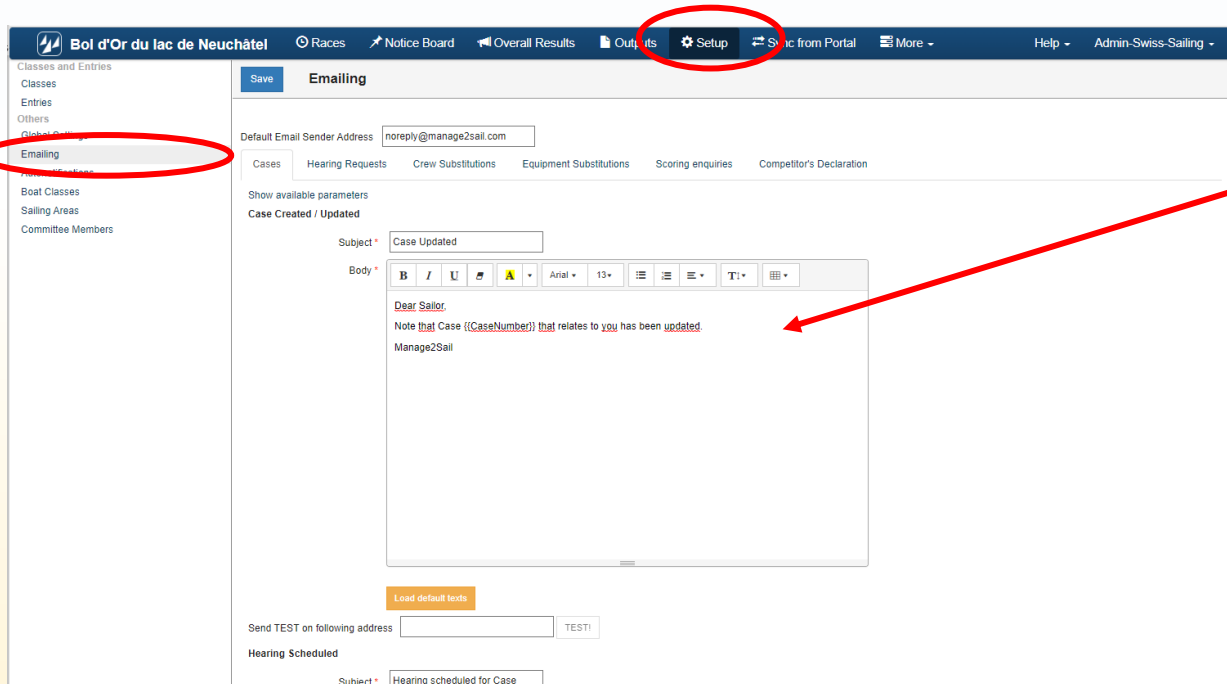 Bol d'Or du lac de Neuchâtel Races Notice Board Overall Results Outputs Setup Sync from Portal More Help Admin-Swiss-Sailing
Classes and Entries
Classes
Entries
Others
Global Settings
Emailing
Boat Classes
Sailing Areas
Committee Members
Save Emailing
Default Email Sender Address noreply@manage2sail.com
Cases Hearing Requests Crew Substitutions Equipment Substitutions Scoring enquiries Competitor's Declaration
Show available parameters
Case Created / Updated
Subject * Case Updated
Body * B I U A Arial 13
Dear Sailor,
Note that Case {{CaseNumber}} that relates to you has been updated.
Manage2Sail
Load default texts
Send TEST on following address TEST!
Hearing Scheduled
Subject * Hearing scheduled for Case